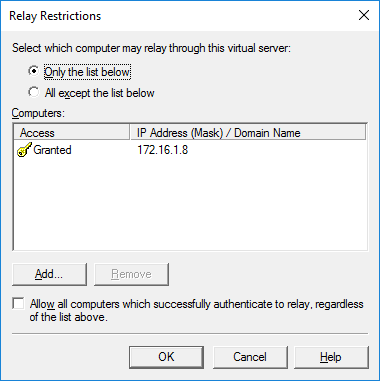 Relay Restrictions
Select which computer may relay through this virtual server:
Only the list below
All except the list below
Computers:
Access IP Address (Mask) / Domain Name
Granted 172.16.1.8
Add... Remove
Allow all computers which successfully authenticate to relay, regardless
of the list above.
OK Cancel Help